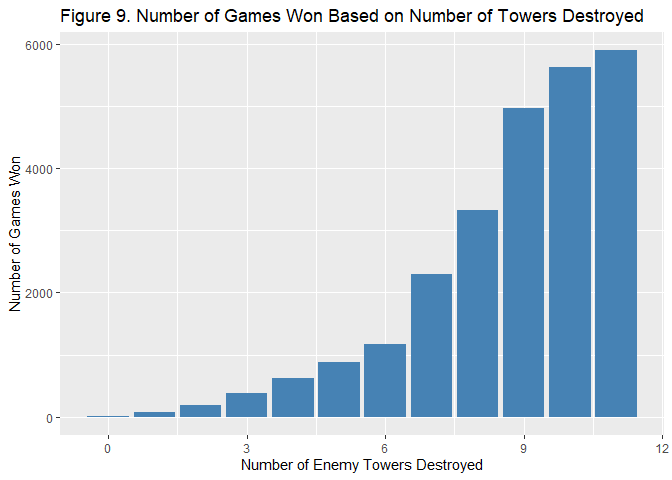 Figure 9. Number of Games Won Based on Number of Towers Destroyed
6000
4000
2000
0
Number of Games Won
0 3 6 9 12
Number of Enemy Towers Destroyed